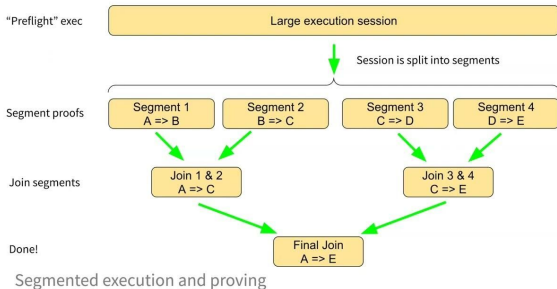 “Preflight” exec
Large execution session
Session is split into segments
Segment proofs
Segment 1
A => B
Segment 2
B => C
Segment 3
C => D
Segment 4
D => E
Join segments
Join 1 & 2
A => C
Join 3 & 4
C => E
Done!
Final Join
A => E
Segmented execution and proving